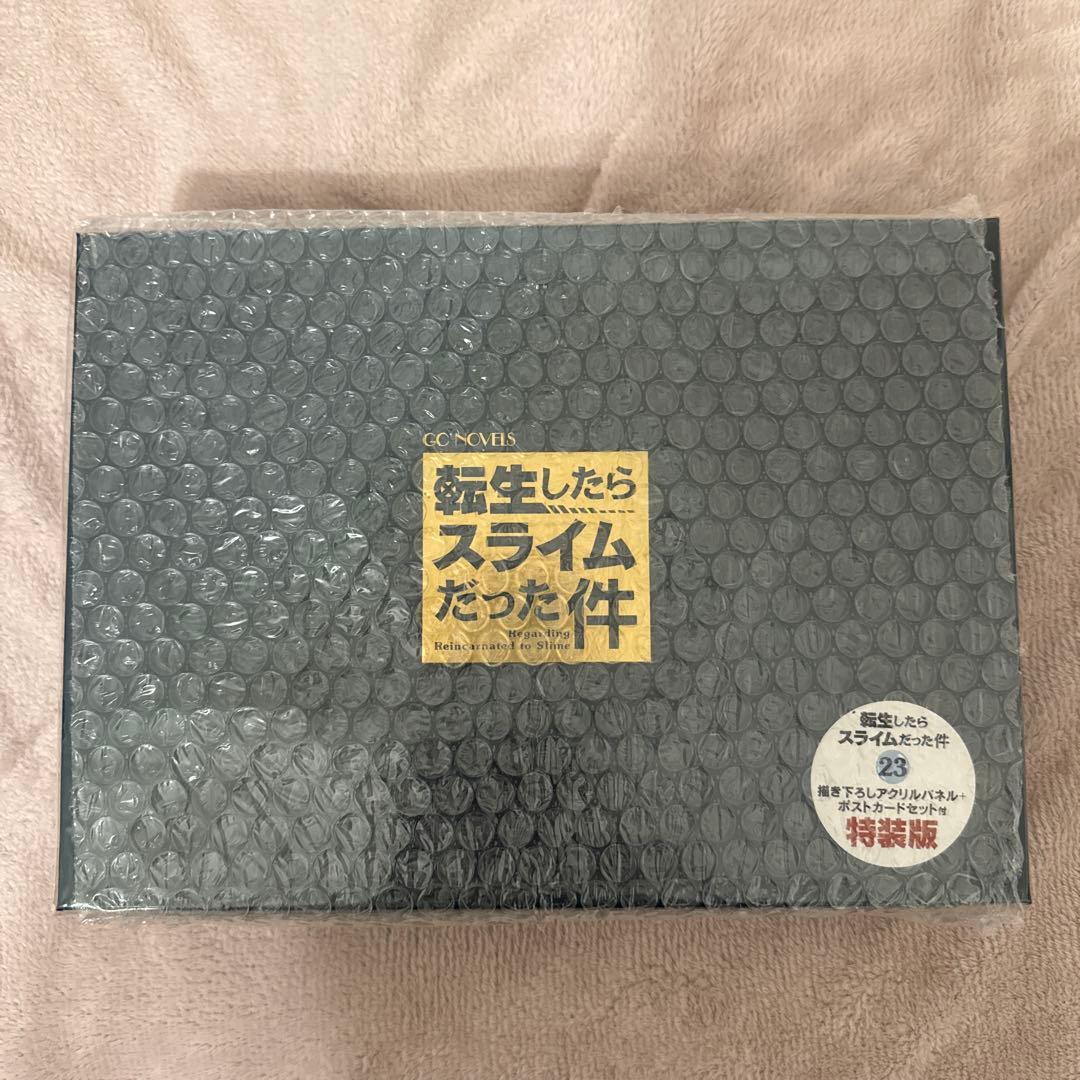 GC NOVELS
転生したら
スライム
だった件
Regarding
Reincarnated to Slime
転生したら
スライムだった件
23
描き下ろしアクリルパネル+
ポストカードセット付
特装版